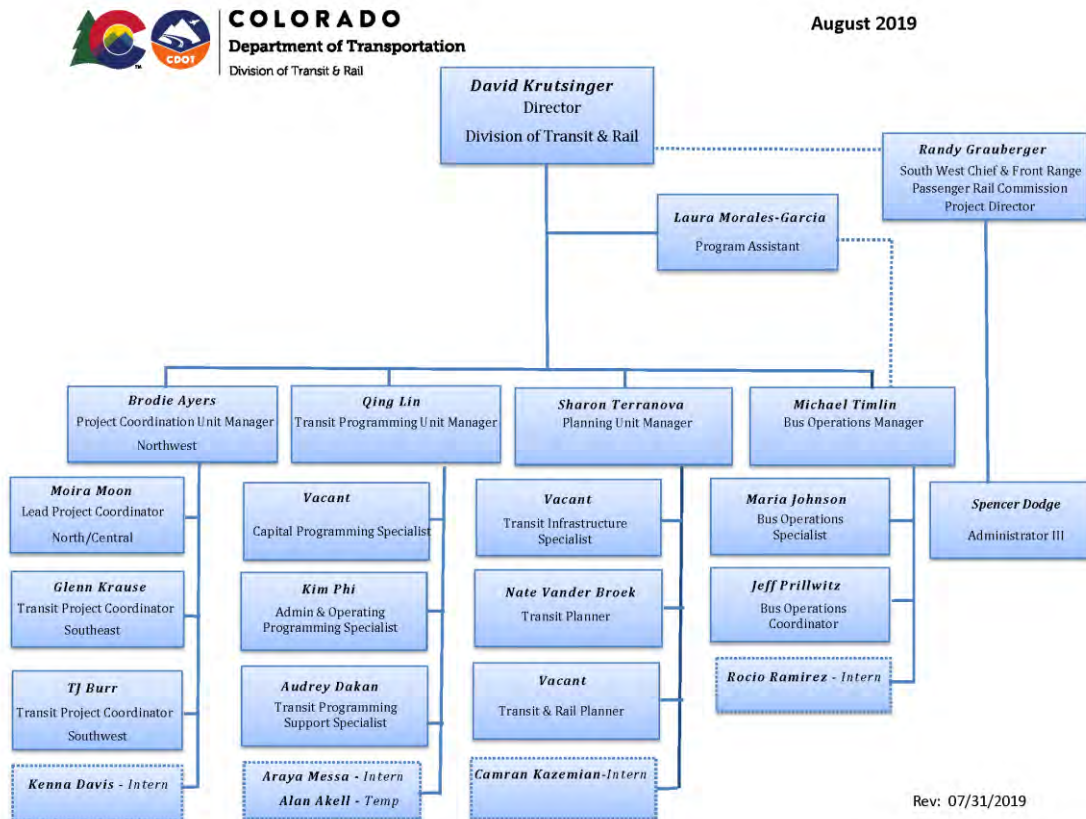 COLORADO
Department of Transportation
Division of Transit & Rail
CDOT
TM
August 2019
David Krutsinger
Director
Division of Transit & Rail
Randy Grauberger
South West Chief & Front Range
Passenger Rail Commission
Project Director
Laura Morales-Garcia
Program Assistant
Brodie Ayers
Project Coordination Unit Manager
Northwest
Qing Lin
Transit Programming Unit Manager
Sharon Terranova
Planning Unit Manager
Michael Timlin
Bus Operations Manager
Moira Moon
Lead Project Coordinator
North/Central
Vacant
Capital Programming Specialist
Vacant
Transit Infrastructure
Specialist
Maria Johnson
Bus Operations
Specialist
Spencer Dodge
Administrator III
Glenn Krause
Transit Project Coordinator
Southeast
Kim Phi
Admin & Operating
Programming Specialist
Nate Vander Broek
Transit Planner
Jeff Prillwitz
Bus Operations
Coordinator
TJ Burr
Transit Project Coordinator
Southwest
Audrey Dakan
Transit Programming
Support Specialist
Vacant
Transit & Rail Planner
Rocio Ramirez - Intern
Kenna Davis - Intern
Araya Messa - Intern
Alan Akell - Temp
Camran Kazemian-Intern
Rev: 07/31/2019